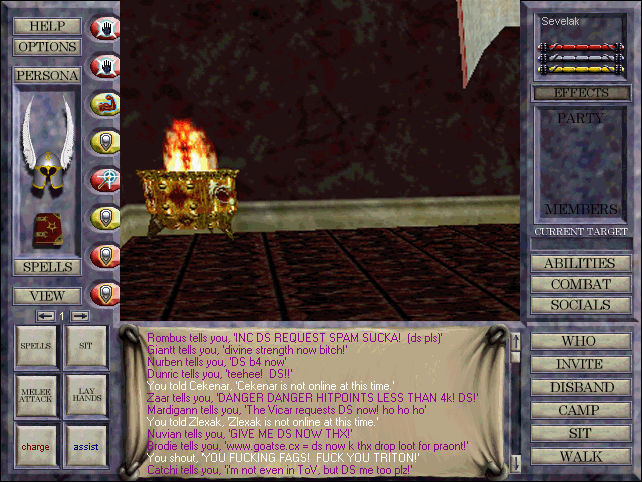 HELP
OPTIONS
PERSONA
SPELLS
VIEW
1
SPELLS
SIT
MELEE ATTACK
LAY HANDS
charge
assist
Rombus tells you, 'INC DS REQUEST SPAM SUCKA!  (ds pls)'
Giantt tells you, 'divine strength now bitch!'
Nurben tells you, 'DS b4 now'
Dunric tells you, 'teehee!  DS!!'
You told Cekenar, 'Cekenar is not online at this time.'
Zaar tells you, 'DANGER DANGER HITPOINTS LESS THAN 4k! DS!'
Mardigann tells you, 'The Vicar requests DS now! ho ho ho'
You told Zlexak, 'Zlexak is not online at this time.'
Nuvian tells you, 'GIVE ME DS NOW THX!'
Brodie tells you, 'www.goatse.cx = ds now k thx drop loot for praont!'
You shout, 'YOU FUCKING FAGS!  FUCK YOU TRITON!'
Catchi tells you, 'i'm not even in ToV, but DS me too plz!'
Sevelak
EFFECTS
PARTY
MEMBERS
CURRENT TARGET
ABILITIES
COMBAT
SOCIALS
WHO
INVITE
DISBAND
CAMP
SIT
WALK